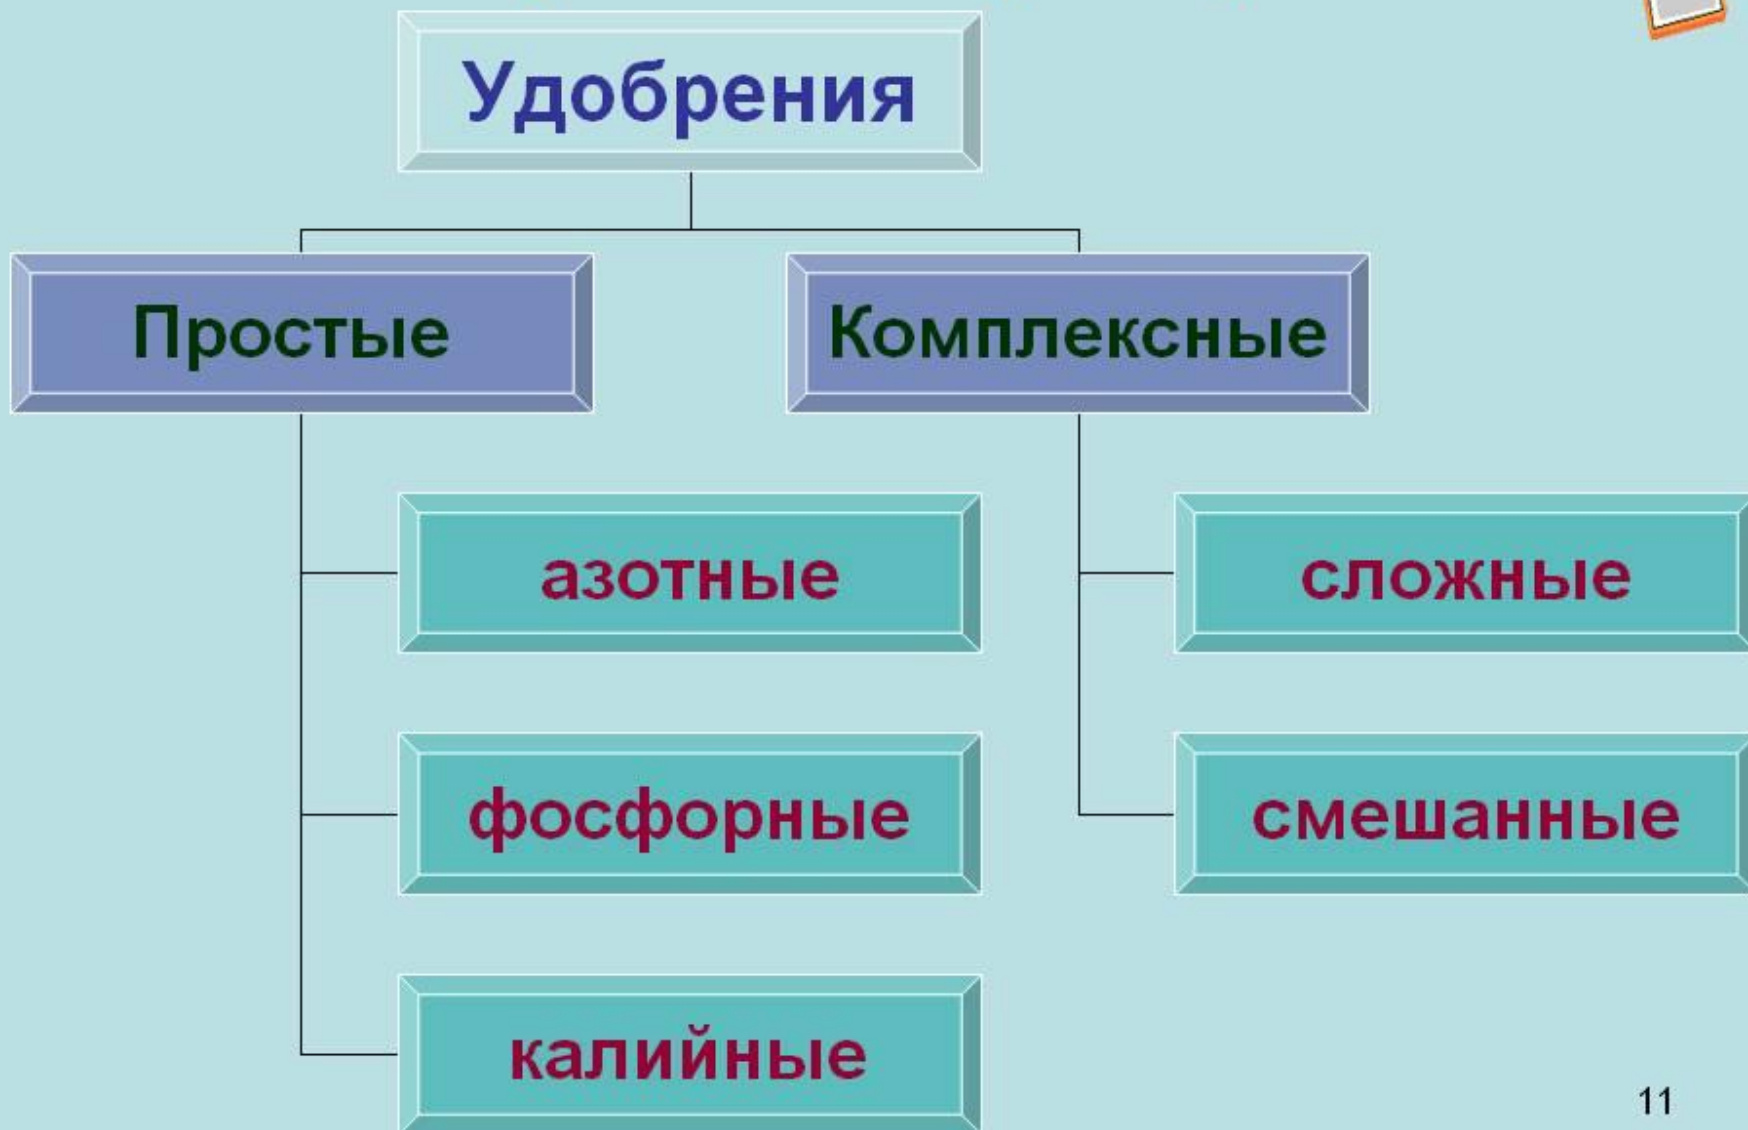 Удобрения
Простые
Комплексные
азотные
сложные
фосфорные
смешанные
калийные
11